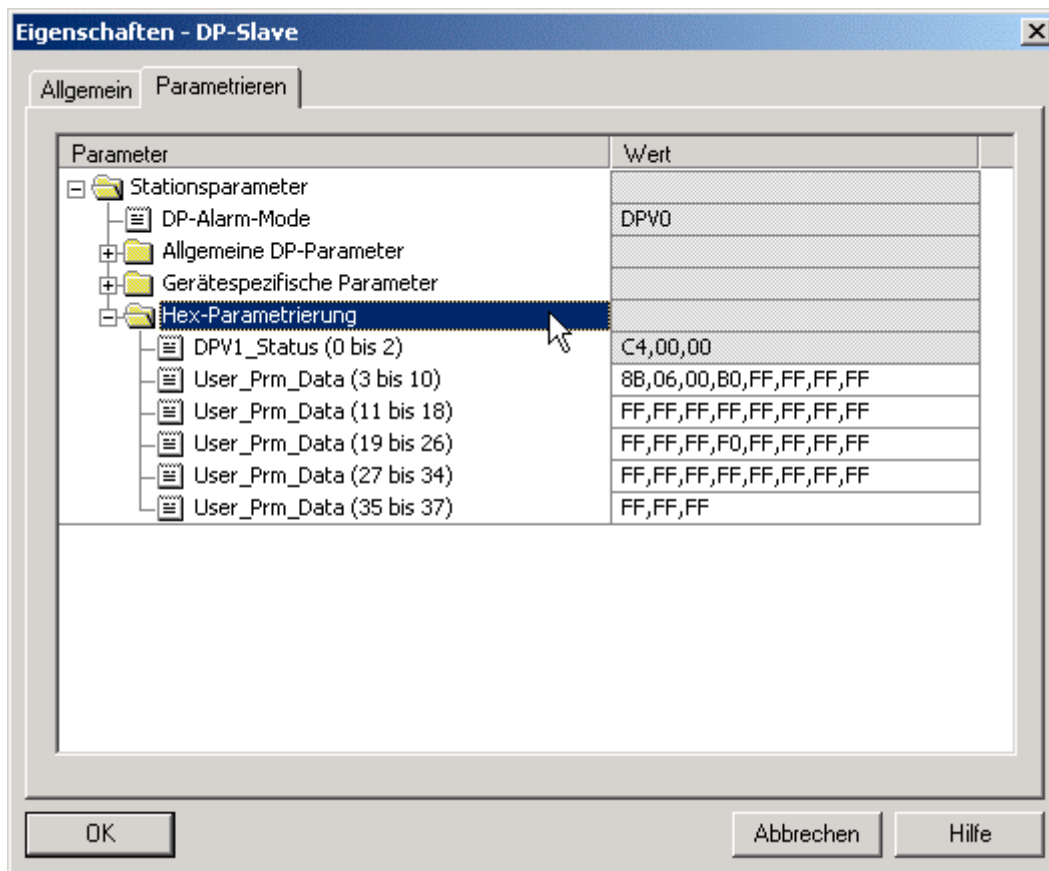 Eigenschaften - DP-Slave
Allgemein Parametrieren
Parameter Wert
Stationsparameter
DP-Alarm-Mode DPV0
Allgemeine DP-Parameter
Gerätespezifische Parameter
Hex-Parametrierung
DPV1_Status (0 bis 2) C4,00,00
User_Prm_Data (3 bis 10) 8B,06,00,B0,FF,FF,FF,FF
User_Prm_Data (11 bis 18) FF,FF,FF,FF,FF,FF,FF,FF
User_Prm_Data (19 bis 26) FF,FF,FF,F0,FF,FF,FF,FF
User_Prm_Data (27 bis 34) FF,FF,FF,FF,FF,FF,FF,FF
User_Prm_Data (35 bis 37) FF,FF,FF
OK Abbrechen Hilfe